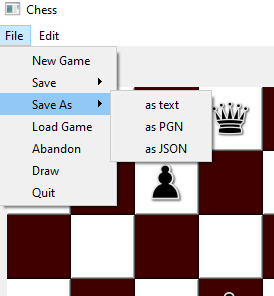 Chess
File Edit
New Game
Save
Save As
as text
Load Game
as PGN
Abandon
as JSON
Draw
Quit